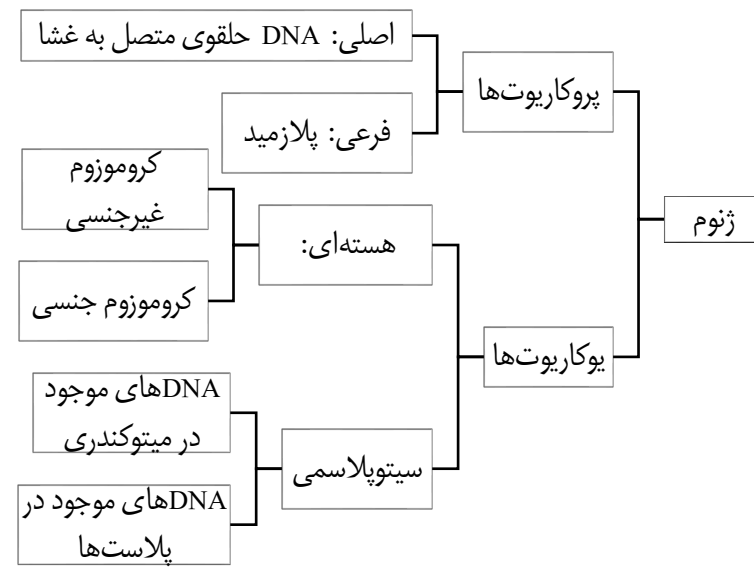 ژنوم
پروکاریوت‌ها
اصلی: DNA حلقوی متصل به غشا
فرعی: پلازمید
یوکاریوت‌ها
هسته‌ای:
کروموزوم
غیرجنسی
کروموزوم جنسی
سیتوپلاسمی
DNAهای موجود
در میتوکندری
DNAهای موجود در
پلاست‌ها